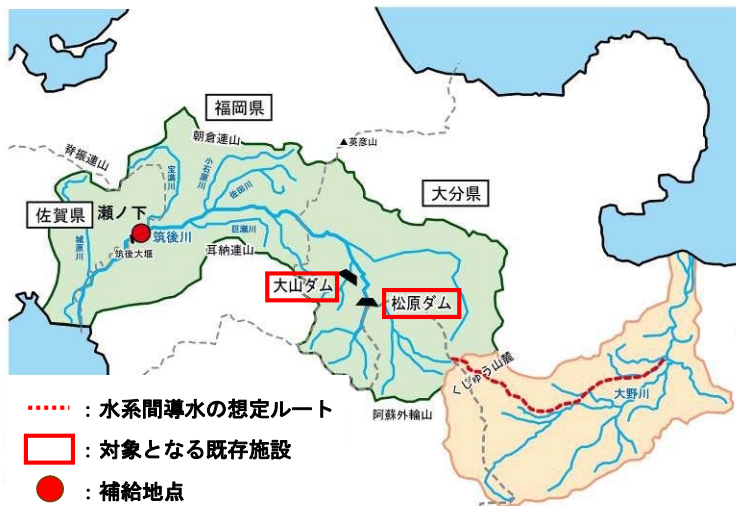 福岡県
朝倉連山
▲英彦山
脊振連山
宝満川
小石原川
佐田川
大分県
佐賀県
瀬ノ下
筑後川
巨瀬川
城原川
筑後大堰
耳納連山
大山ダム
松原ダム
くじゅう山麓
大野川
阿蘇外輪山
：水系間導水の想定ルート
：対象となる既存施設
：補給地点